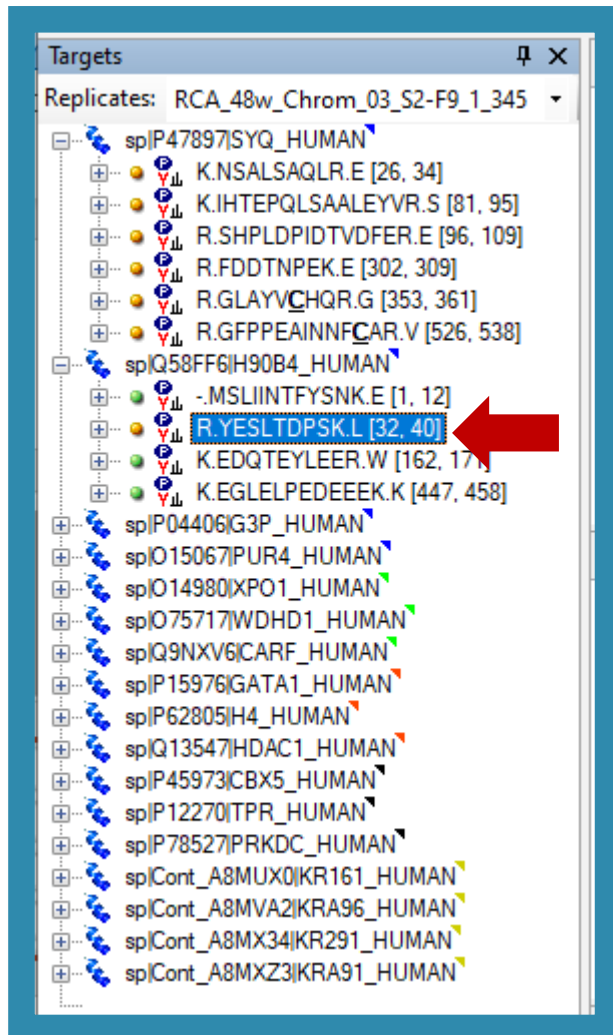 Targets
Replicates: RCA_48w_Chrom_03_S2-F9_1_345
sp|P47897|SYQ_HUMAN
K.NSALSAQLR.E [26, 34]
K.IHTEPQLSAALEYVR.S [81, 95]
R.SHPLDPIDTVDFER.E [96, 109]
R.FDDTNPEK.E [302, 309]
R.GLAYVCHQR.G [353, 361]
R.GFPPEAINNFCAR.V [526, 538]
sp|Q58FF6|H90B4_HUMAN
-.MSLIINTFYSNK.E [1, 12]
R.YESLTDPSK.L [32, 40]
K.EDQTEYLEER.W [162, 171]
K.EGLELPEDEEEK.K [447, 458]
sp|P04406|G3P_HUMAN
sp|O15067|PUR4_HUMAN
sp|O14980|XPO1_HUMAN
sp|O75717|WDHD1_HUMAN
sp|Q9NXV6|CARF_HUMAN
sp|P15976|GATA1_HUMAN
sp|P62805|H4_HUMAN
sp|Q13547|HDAC1_HUMAN
sp|P45973|CBX5_HUMAN
sp|P12270|TPR_HUMAN
sp|P78527|PRKDC_HUMAN
sp|Cont_A8MUX0|KR161_HUMAN
sp|Cont_A8MVA2|KRA96_HUMAN
sp|Cont_A8MX34|KR291_HUMAN
sp|Cont_A8MXZ3|KRA91_HUMAN